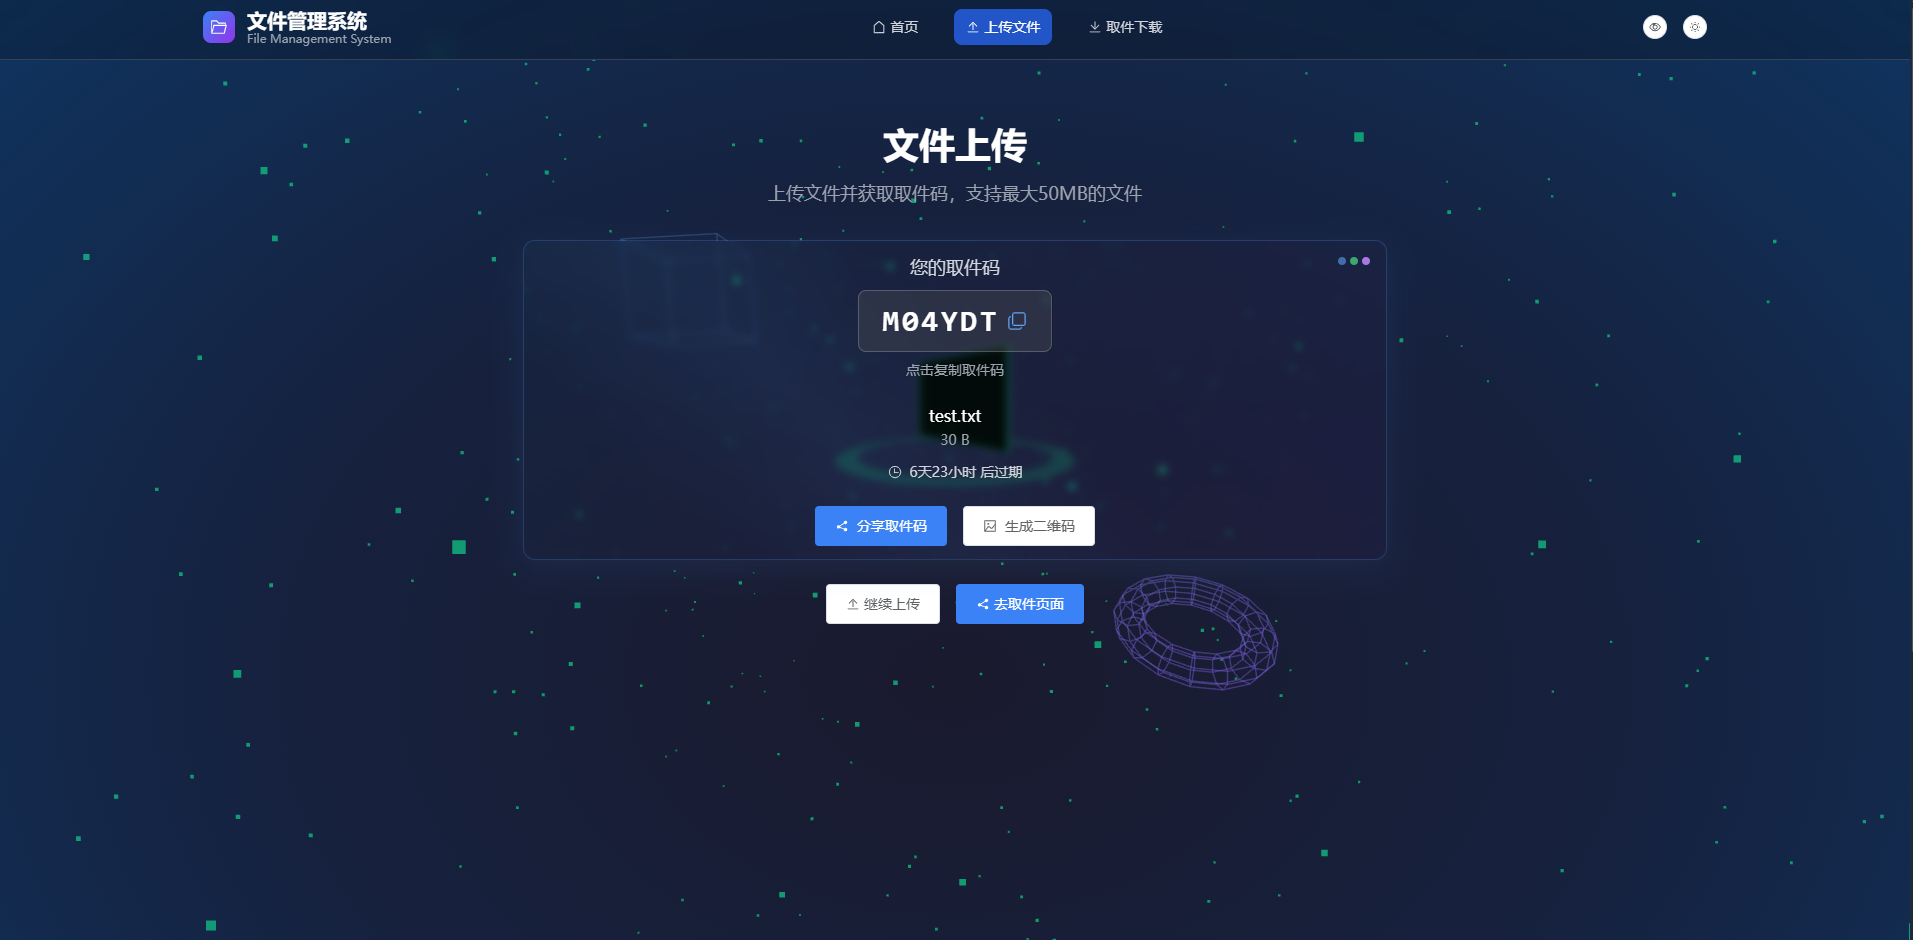 文件管理系统
File Management System
首页
上传文件
取件下载
文件上传
上传文件并获取取件码，支持最大50MB的文件
您的取件码
M04YDT
点击复制取件码
test.txt
30 B
6天23小时 后过期
分享取件码
生成二维码
继续上传
去取件页面